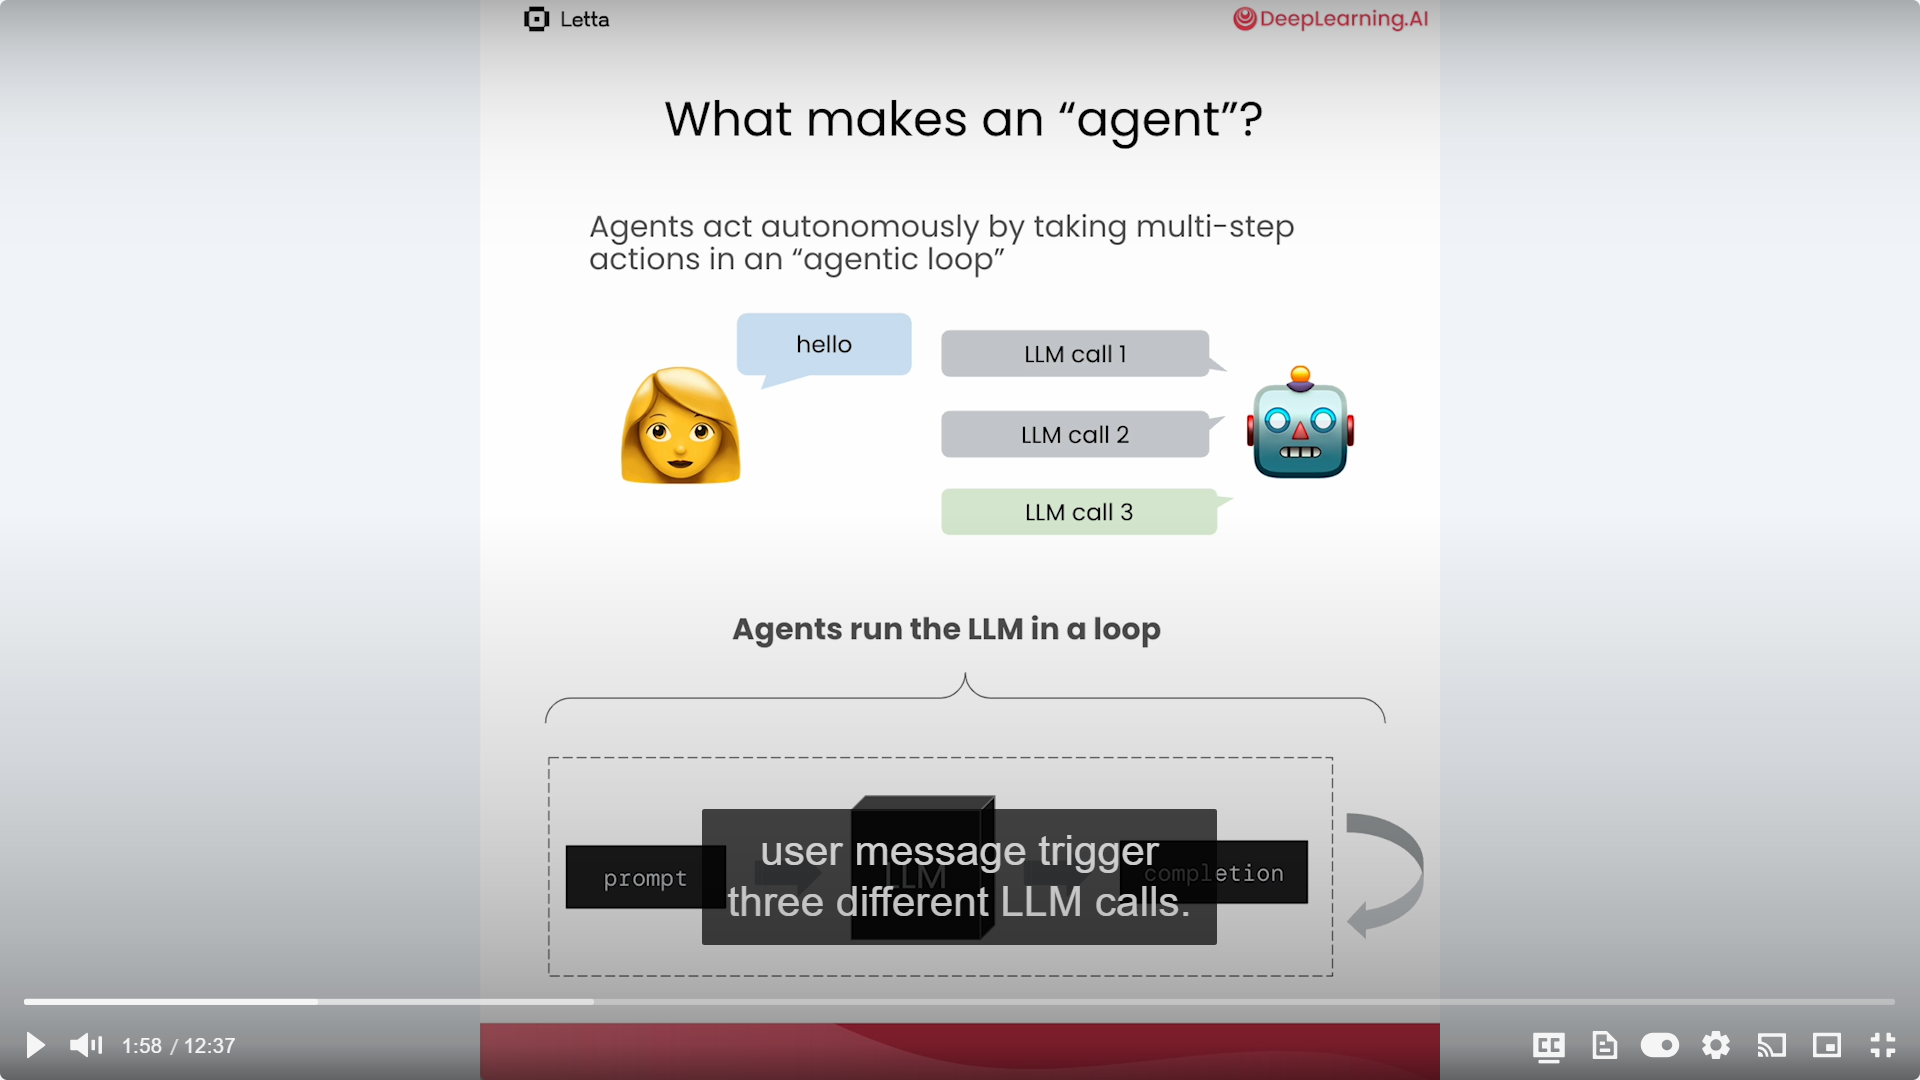 Letta
DeepLearning.AI
What makes an “agent”?
Agents act autonomously by taking multi-step
actions in an “agentic loop”
hello
LLM call 1
LLM call 2
LLM call 3
Agents run the LLM in a loop
prompt
LLM
completion
user message trigger
three different LLM calls.
1:58 / 12:37
CC